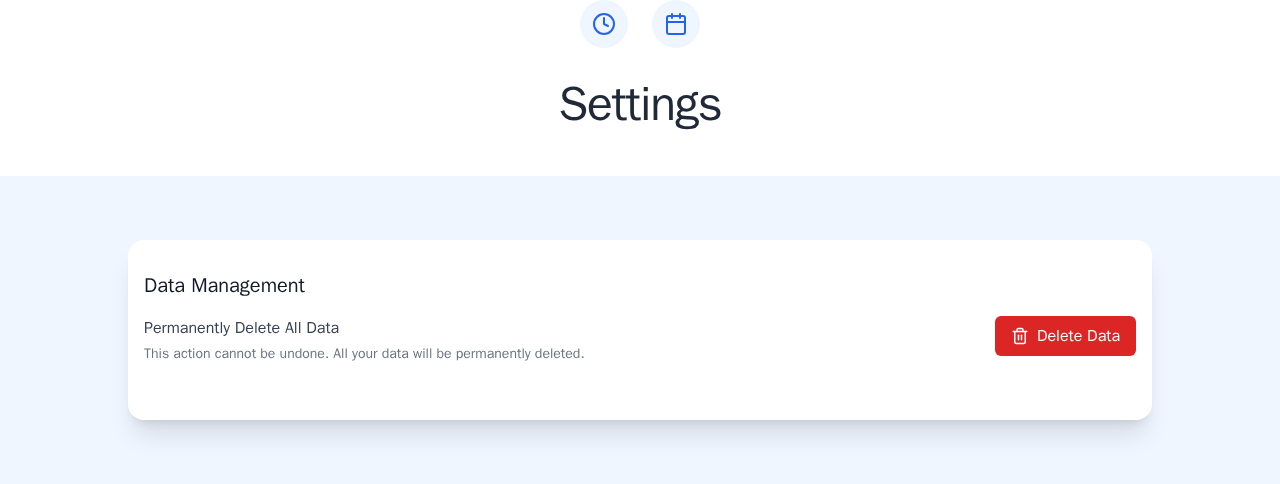 Settings
Data Management
Permanently Delete All Data
This action cannot be undone. All your data will be permanently deleted.
Delete Data